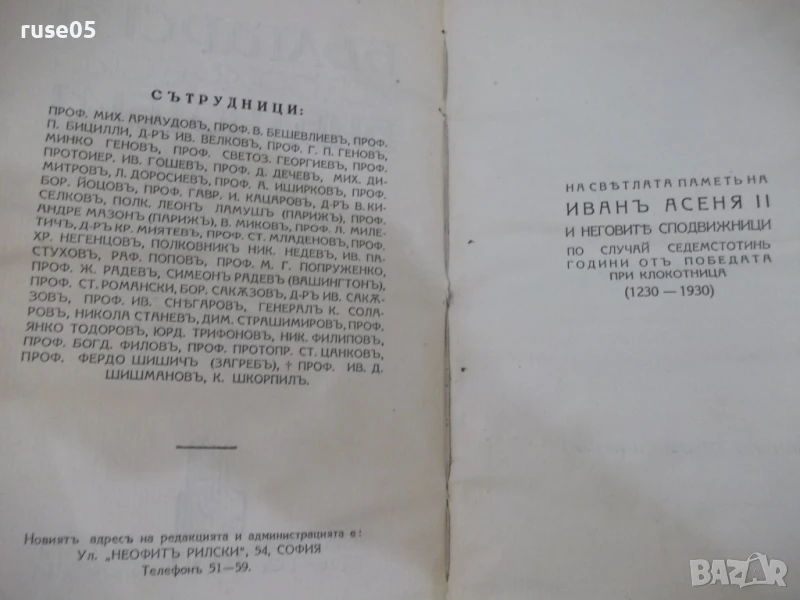 ruse05
СЪТРУДНИЦИ:
ПРОФ. МИХ. АРНАУДОВЪ, ПРОФ. В. БЕШЕВЛИЕВЪ, ПРОФ.
П. БИЦИЛЛИ, Д-РЪ ИВ. ВЕЛКОВЪ, ПРОФ. Г. П. ГЕНОВЪ,
МИНКО ГЕНОВЪ, ПРОФ. СВЕТОЗ. ГЕОРГИЕВЪ, ПРОФ.
ПРОТОИЕР. ИВ. ГОШЕВЪ, ПРОФ. Д. ДЕЧЕВЪ, МИХ. ДИ-
МИТРОВЪ, Л. ДОРОСИЕВЪ, ПРОФ. А. ИШИРКОВЪ, ПРОФ.
БОР. ЙОЦОВЪ, ПРОФ. ГАВР. И. КАЦАРОВЪ, Д-РЪ В. КИ-
СЕЛКОВЪ, ПОЛК. ЛЕОНЪ ЛАМУШЪ (ПАРИЖЪ), ПРОФ.
АНДРЕ МАЗОНЪ (ПАРИЖЪ), В. МИКОВЪ, ПРОФ. Л. МИЛЕ-
ТИЧЪ, Д-РЪ КР. МИЯТЕВЪ, ПРОФ. СТ. МЛАДЕНОВЪ, ПРОФ.
ХР. НЕГЕНЦОВЪ, ПОЛКОВНИКЪ НИК. НЕДЕВЪ, ИВ. ПА-
СТУХОВЪ, РАФ. ПОПОВЪ, ПРОФ. М. Г. ПОПРУЖЕНКО,
ПРОФ. Ж. РАДЕВЪ, СИМЕОНЪ РАДЕВЪ (ВАШИНГТОНЪ),
ПРОФ. СТ. РОМАНСКИ, БОР. САКѪЗОВЪ, Д-РЪ ИВ. САКѪ-
ЗОВЪ, ПРОФ. ИВ. СНѢГАРОВЪ, ГЕНЕРАЛЪ К. СОЛА-
РОВЪ, НИКОЛА СТАНЕВЪ, ДИМ. СТРАШИМИРОВЪ, ПРОФ.
ЯНКО ТОДОРОВЪ, ЮРД. ТРИФОНОВЪ, НИК. ФИЛИПОВЪ,
ПРОФ. БОГД. ФИЛОВЪ, ПРОФ. ПРОТОПР. СТ. ЦАНКОВЪ,
ПРОФ. ФЕРДО ШИШИЧЪ (ЗАГРЕБЪ), † ПРОФ. ИВ. Д.
ШИШМАНОВЪ, К. ШКОРПИЛЪ.
Новиятъ адресъ на редакцията и администрацията е:
Ул. „НЕОФИТЪ РИЛСКИ", 54, СОФИЯ
Телефонъ 51—59.
НА СВѢТЛАТА ПАМЕТЬ НА
ИВАНЪ АСЕНЯ II
И НЕГОВИТѢ СПОДВИЖНИЦИ
ПО СЛУЧАЙ СЕДЕМСТОТИНЬ
ГОДИНИ ОТЪ ПОБЕДАТА
ПРИ КЛОКОТНИЦА
(1230 — 1930)
BAZAR